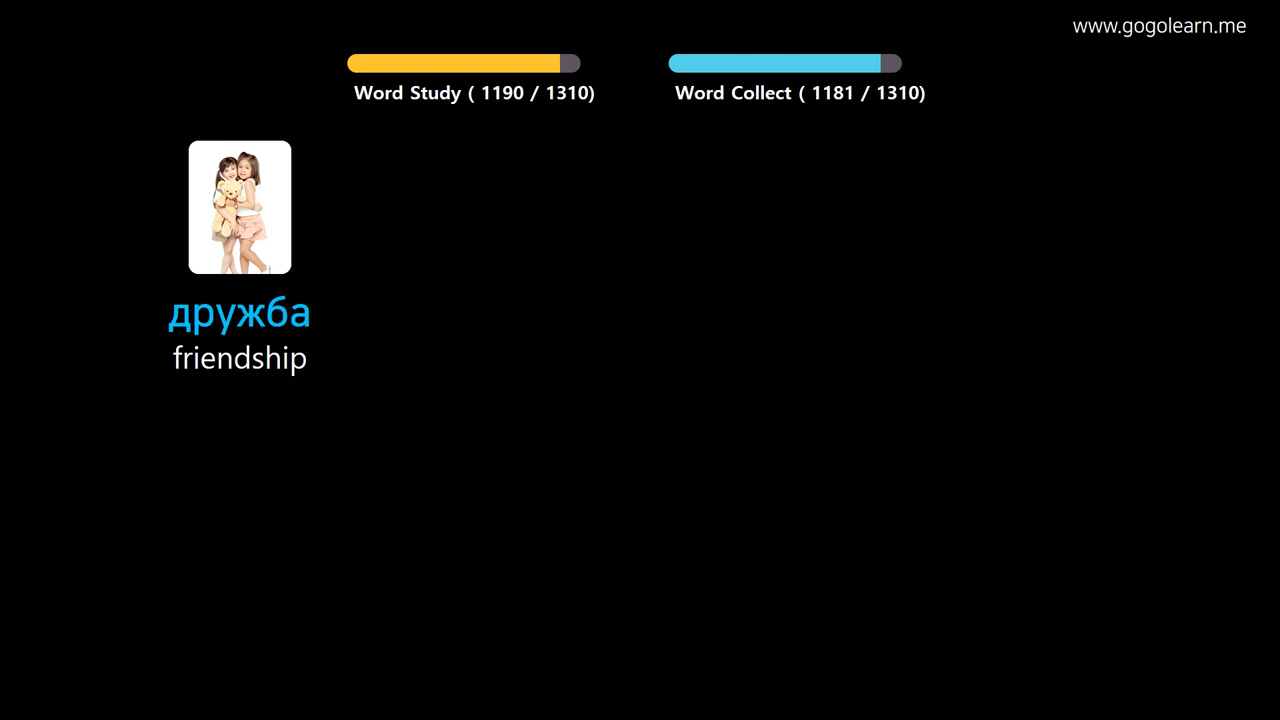 www.gogolearn.me
Word Study ( 1190 / 1310)
Word Collect ( 1181 / 1310)
дружба
friendship